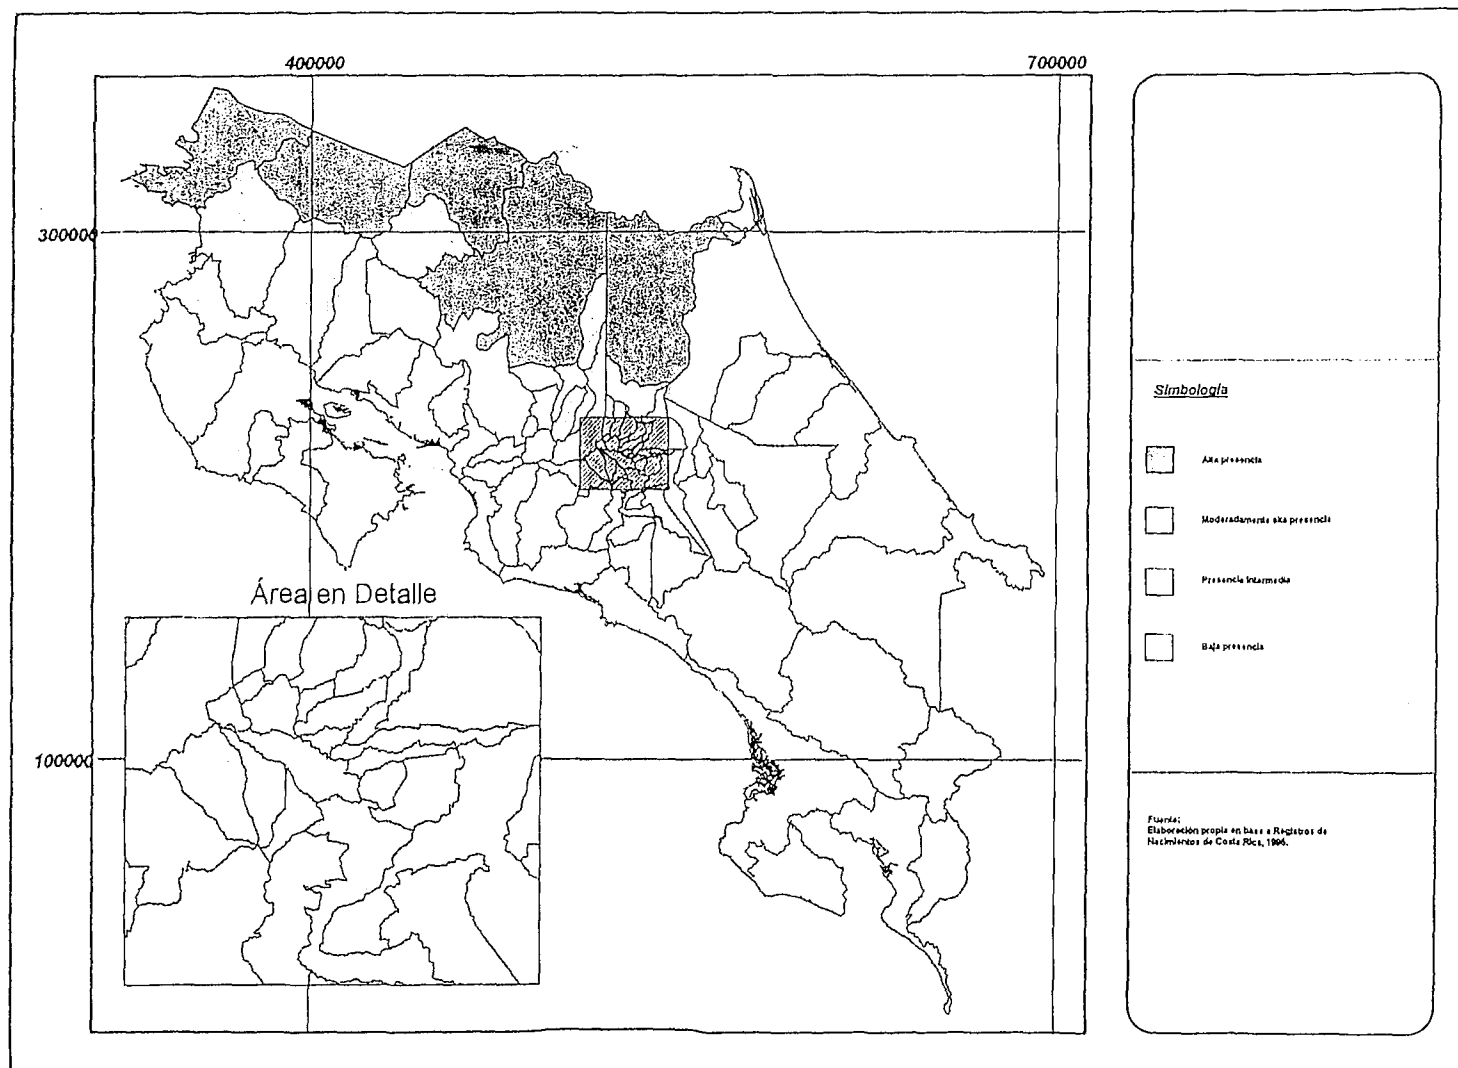 400000
700000
300000
100000
Área en Detalle
Simbología
Alta presencia
Moderadamente alta presencia
Presencia Intermedia
Baja presencia
Fuente:
Elaboración propia en base a Registros de
Nacimientos de Costa Rica, 1996.